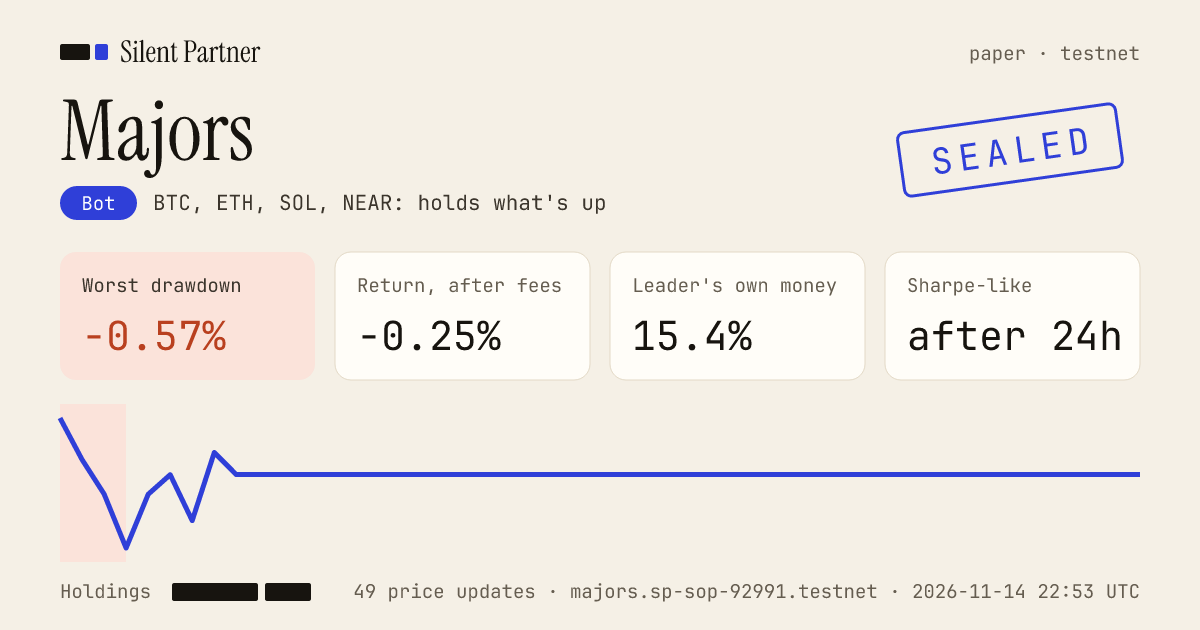 Silent Partner
paper · testnet
Majors
SEALED
Bot
BTC, ETH, SOL, NEAR: holds what's up
Worst drawdown
-0.57%
Return, after fees
-0.25%
Leader's own money
15.4%
Sharpe-like
after 24h
Holdings
49 price updates · majors.sp-sop-92991.testnet · 2026-11-14 22:53 UTC